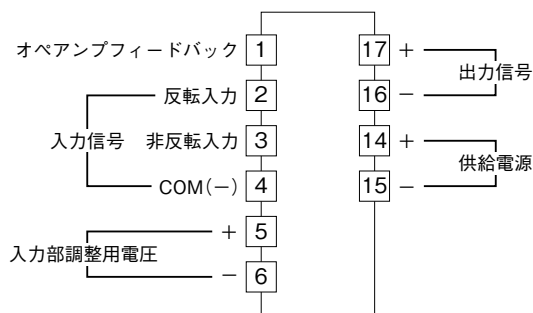 オペアンプフィードバック 1
反転入力 2
入力信号
非反転入力 3
COM(−) 4
+ 5
入力部調整用電圧
− 6
17 +
出力信号
16 −
14 +
供給電源
15 −